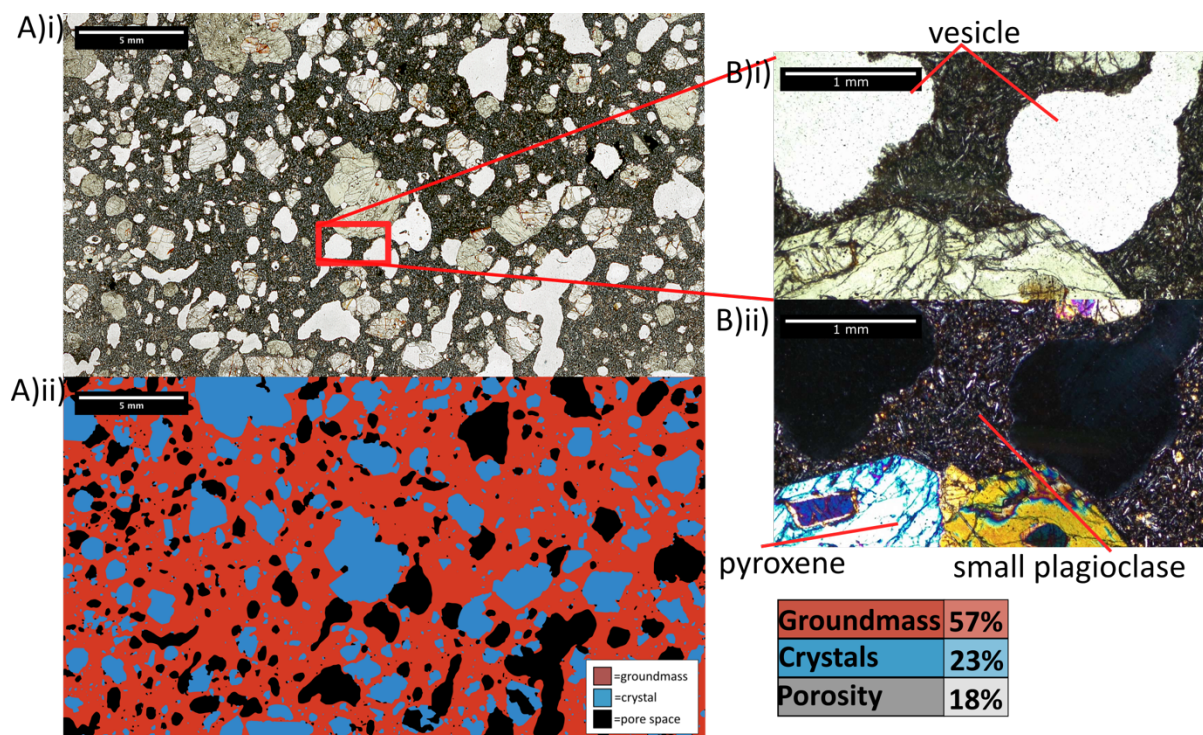 A)i)
5 mm
vesicle
B)i)
1 mm
A)ii)
5 mm
=groundmass
=crystal
=pore space
B)ii)
1 mm
pyroxene
small plagioclase
Groundmass 57%
Crystals 23%
Porosity 18%